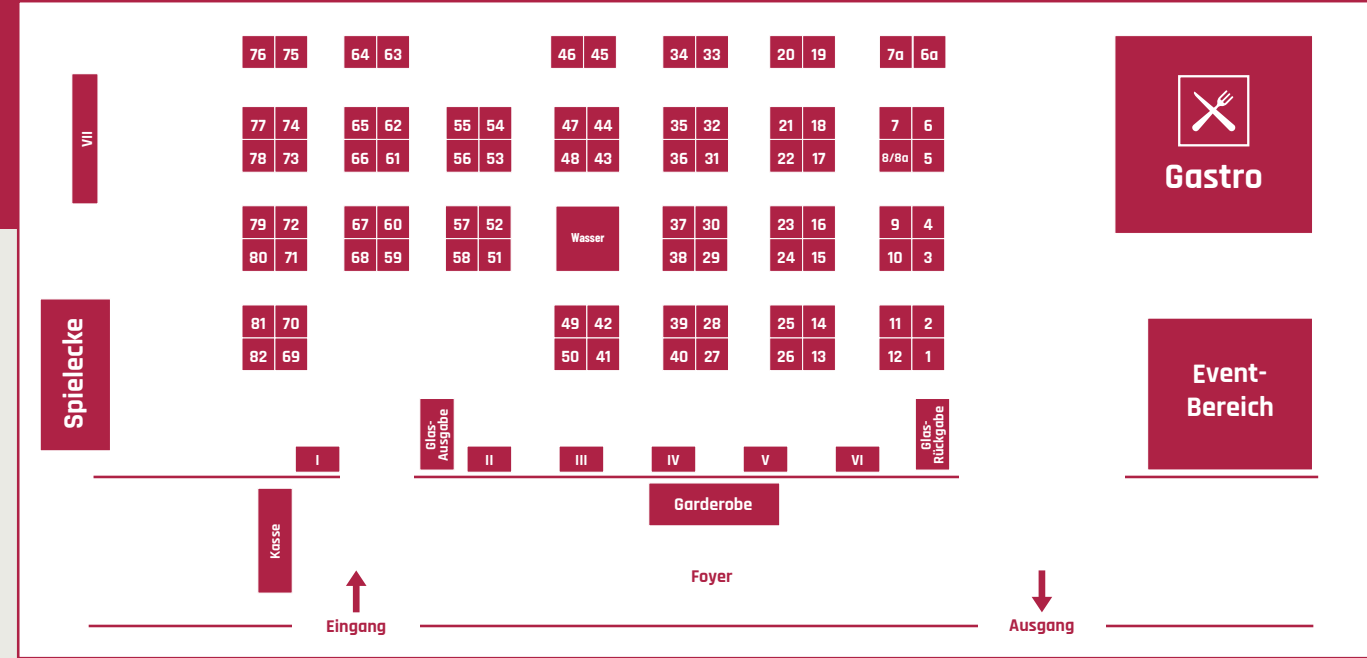 76 75 64 63 46 45 34 33 20 19 7a 6a
VII
77 74 65 62 55 54 47 44 35 32 21 18 7 6
78 73 66 61 56 53 48 43 36 31 22 17 8/8a 5
Gastro
79 72 67 60 57 52 37 30 23 16 9 4
Wasser
80 71 68 59 58 51 38 29 24 15 10 3
81 70 49 42 39 28 25 14 11 2
82 69 50 41 40 27 26 13 12 1
Spielecke
Event-
Bereich
Glas-
Ausgabe
Glas-
Rückgabe
I II III IV V VI
Garderobe
Kasse
Foyer
Eingang
Ausgang